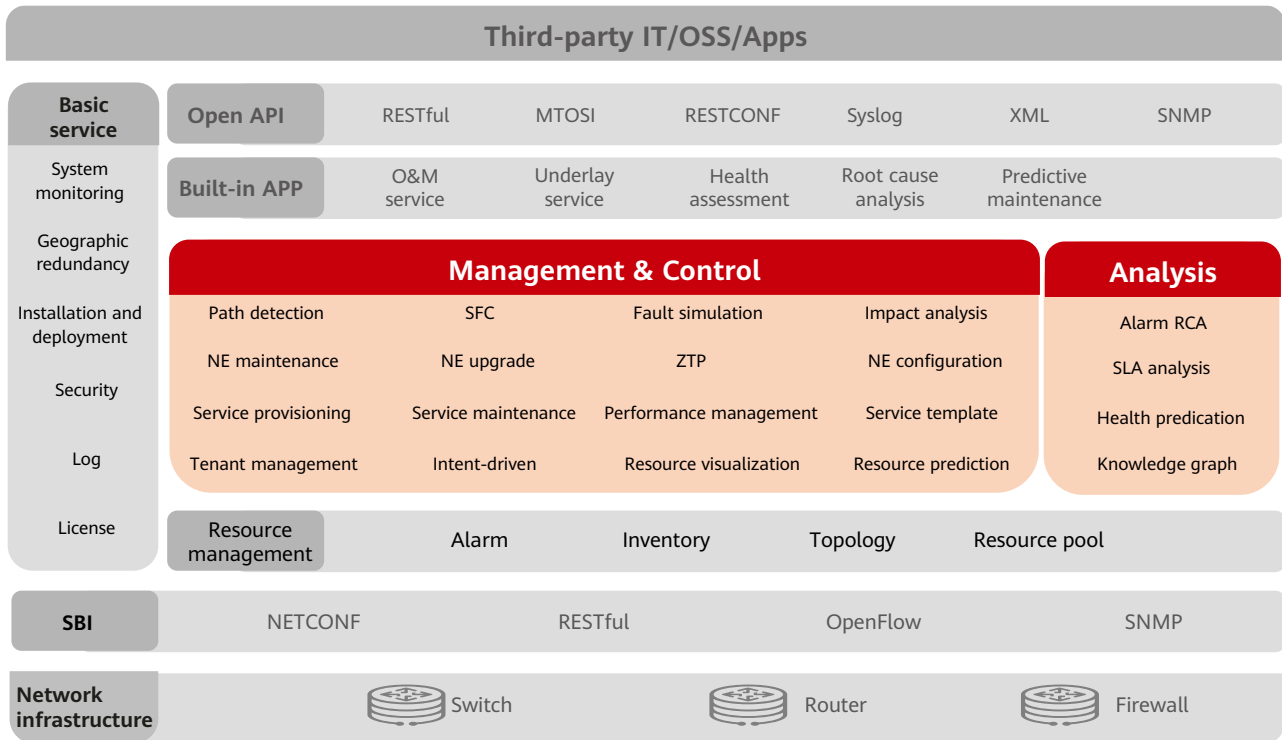 Third-party IT/OSS/Apps
Basic
service
System
monitoring
Geographic
redundancy
Installation and
deployment
Security
Log
License
Open API
RESTful
MTOSI
RESTCONF
Syslog
XML
SNMP
Built-in APP
O&M
service
Underlay
service
Health
assessment
Root cause
analysis
Predictive
maintenance
Management & Control
Path detection
SFC
Fault simulation
Impact analysis
NE maintenance
NE upgrade
ZTP
NE configuration
Service provisioning
Service maintenance
Performance management
Service template
Tenant management
Intent-driven
Resource visualization
Resource prediction
Analysis
Alarm RCA
SLA analysis
Health predication
Knowledge graph
Resource
management
Alarm
Inventory
Topology
Resource pool
SBI
NETCONF
RESTful
OpenFlow
SNMP
Network
infrastructure
Switch
Router
Firewall